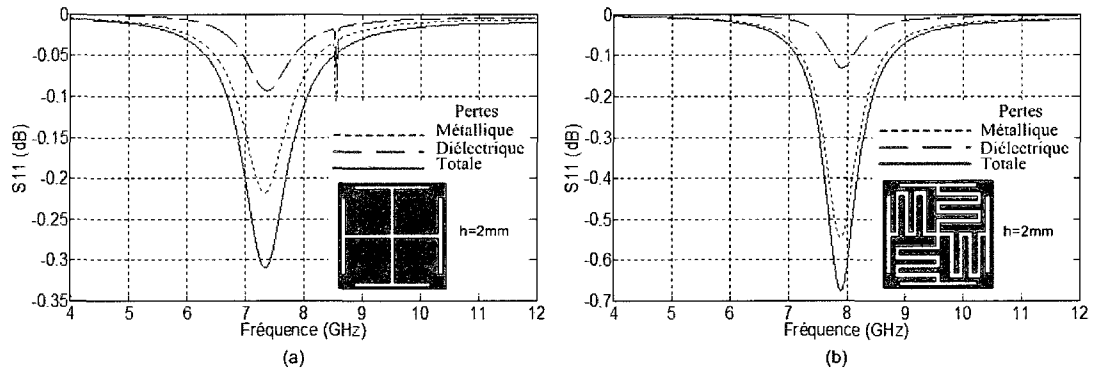 0
-0.05
-0.1
-0.15
-0.2
-0.25
-0.3
-0.35
S11 (dB)
4 5 6 7 8 9 10 11 12
Fréquence (GHz)
Pertes
Métallique
Diélectrique
Totale
h=2mm
(a)
0
-0.1
-0.2
-0.3
-0.4
-0.5
-0.6
-0.7
S11 (dB)
4 5 6 7 8 9 10 11 12
Fréquence (GHz)
Pertes
Métallique
Diélectrique
Totale
h=2mm
(b)